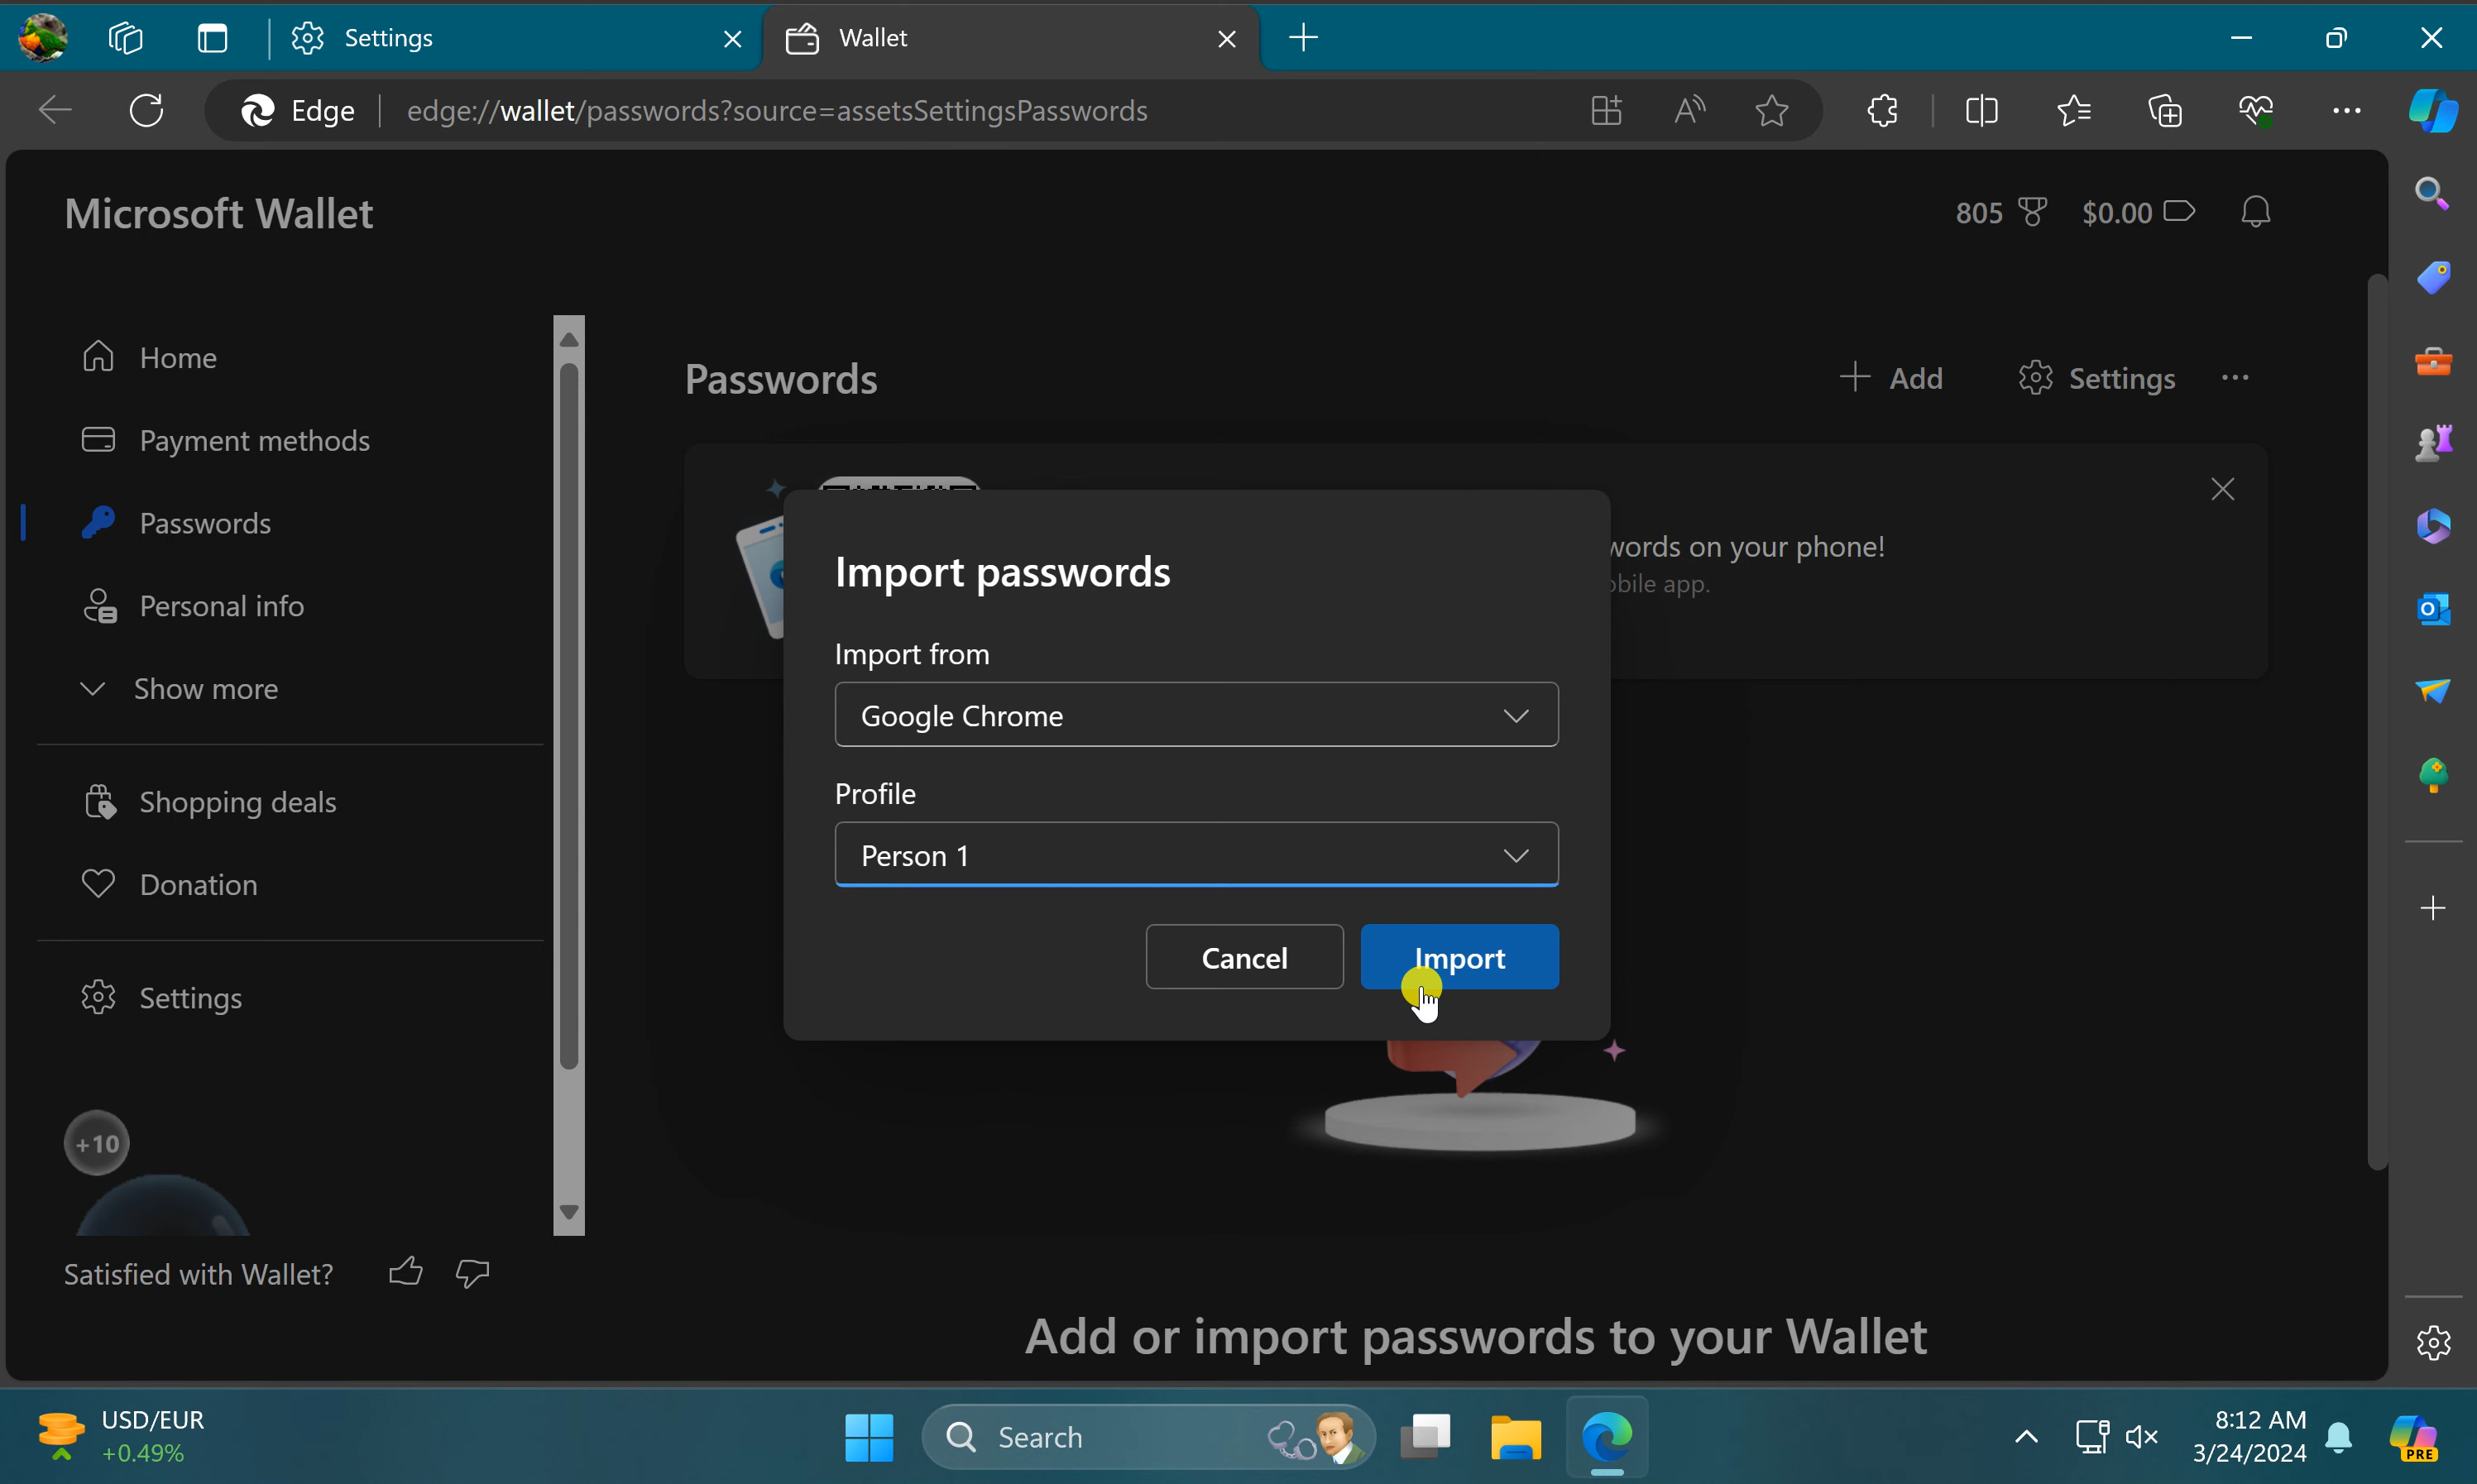 Settings
Wallet
Edge
edge://wallet/passwords?source=assetsSettingsPasswords
Microsoft Wallet
805
$0.00
Home
Payment methods
Passwords
Personal info
Show more
Shopping deals
Donation
Settings
+10
Satisfied with Wallet?
Passwords
Add
Settings
words on your phone!
bile app.
Import passwords
Import from
Google Chrome
Profile
Person 1
Cancel
Import
Add or import passwords to your Wallet
USD/EUR
+0.49%
Search
8:12 AM
3/24/2024
PRE